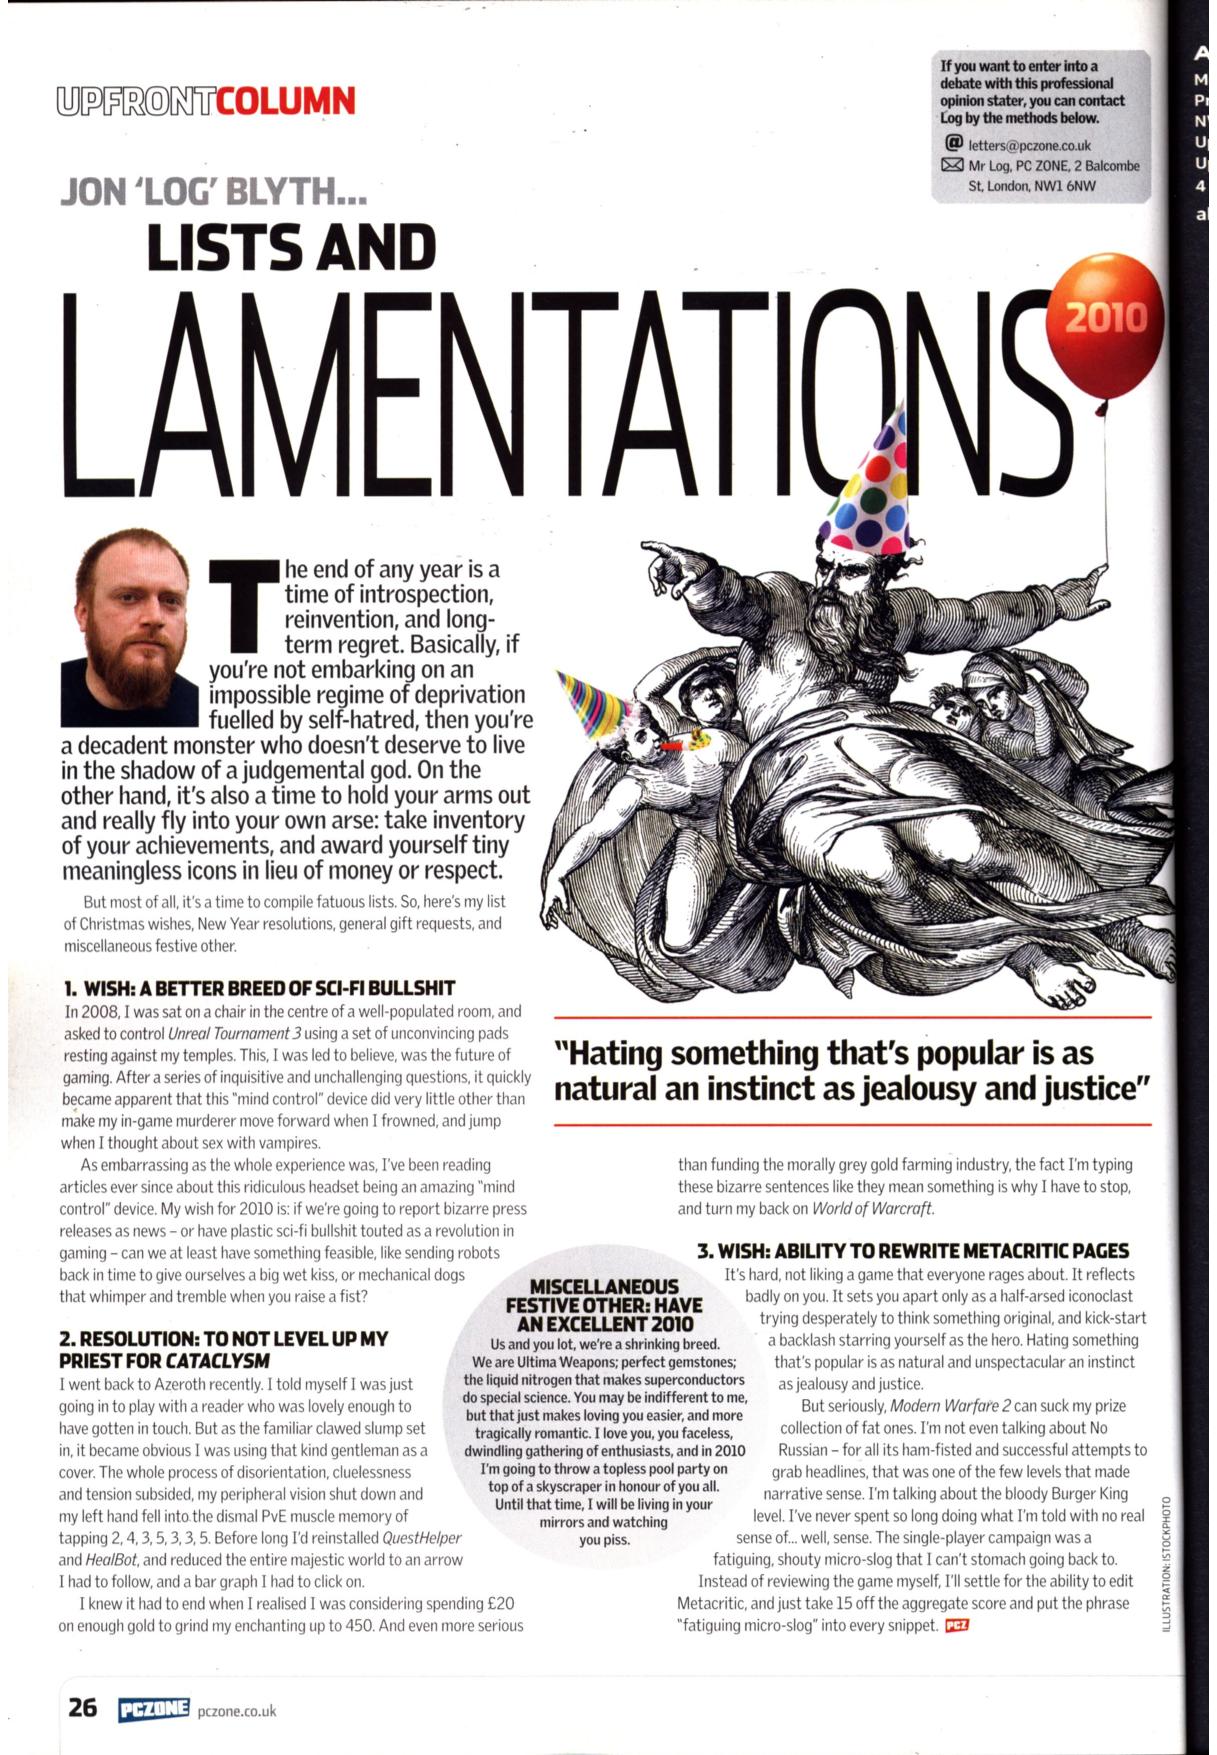 UPFRONTCOLUMN
If you want to enter into a
debate with this professional
opinion stater, you can contact
Log by the methods below.
@ letters@pczone.co.uk
Mr Log, PC ZONE, 2 Balcombe
St, London, NW1 6NW
JON 'LOG' BLYTH...
LISTS AND
LAMENTATIONS
2010
The end of any year is a
time of introspection,
reinvention, and long-
term regret. Basically, if
you're not embarking on an
impossible regime of deprivation
fuelled by self-hatred, then you're
a decadent monster who doesn't deserve to live
in the shadow of a judgemental god. On the
other hand, it's also a time to hold your arms out
and really fly into your own arse: take inventory
of your achievements, and award yourself tiny
meaningless icons in lieu of money or respect.
But most of all, it's a time to compile fatuous lists. So, here's my list
of Christmas wishes, New Year resolutions, general gift requests, and
miscellaneous festive other.
1. WISH: A BETTER BREED OF SCI-FI BULLSHIT
In 2008, I was sat on a chair in the centre of a well-populated room, and
asked to control Unreal Tournament 3 using a set of unconvincing pads
resting against my temples. This, I was led to believe, was the future of
gaming. After a series of inquisitive and unchallenging questions, it quickly
became apparent that this "mind control" device did very little other than
make my in-game murderer move forward when I frowned, and jump
when I thought about sex with vampires.
As embarrassing as the whole experience was, I've been reading
articles ever since about this ridiculous headset being an amazing "mind
control" device. My wish for 2010 is: if we're going to report bizarre press
releases as news – or have plastic sci-fi bullshit touted as a revolution in
gaming – can we at least have something feasible, like sending robots
back in time to give ourselves a big wet kiss, or mechanical dogs
that whimper and tremble when you raise a fist?
2. RESOLUTION: TO NOT LEVEL UP MY
PRIEST FOR CATACLYSM
I went back to Azeroth recently. I told myself I was just
going in to play with a reader who was lovely enough to
have gotten in touch. But as the familiar clawed slump set
in, it became obvious I was using that kind gentleman as a
cover. The whole process of disorientation, cluelessness
and tension subsided, my peripheral vision shut down and
my left hand fell into the dismal PvE muscle memory of
tapping 2, 4, 3, 5, 3, 3, 5. Before long I'd reinstalled QuestHelper
and HealBot, and reduced the entire majestic world to an arrow
I had to follow, and a bar graph I had to click on.
I knew it had to end when I realised I was considering spending £20
on enough gold to grind my enchanting up to 450. And even more serious
"Hating something that's popular is as
natural an instinct as jealousy and justice"
than funding the morally grey gold farming industry, the fact I'm typing
these bizarre sentences like they mean something is why I have to stop,
and turn my back on World of Warcraft.
3. WISH: ABILITY TO REWRITE METACRITIC PAGES
It's hard, not liking a game that everyone rages about. It reflects
badly on you. It sets you apart only as a half-arsed iconoclast
trying desperately to think something original, and kick-start
a backlash starring yourself as the hero. Hating something
that's popular is as natural and unspectacular an instinct
as jealousy and justice.
But seriously, Modern Warfare 2 can suck my prize
collection of fat ones. I'm not even talking about No
Russian – for all its ham-fisted and successful attempts to
grab headlines, that was one of the few levels that made
narrative sense. I'm talking about the bloody Burger King
level. I've never spent so long doing what I'm told with no real
sense of... well, sense. The single-player campaign was a
fatiguing, shouty micro-slog that I can't stomach going back to.
Instead of reviewing the game myself, I'll settle for the ability to edit
Metacritic, and just take 15 off the aggregate score and put the phrase
"fatiguing micro-slog" into every snippet. PCZ
MISCELLANEOUS
FESTIVE OTHER: HAVE
AN EXCELLENT 2010
Us and you lot, we're a shrinking breed.
We are Ultima Weapons; perfect gemstones;
the liquid nitrogen that makes superconductors
do special science. You may be indifferent to me,
but that just makes loving you easier, and more
tragically romantic. I love you, you faceless,
dwindling gathering of enthusiasts, and in 2010
I'm going to throw a topless pool party on
top of a skyscraper in honour of you all.
Until that time, I will be living in your
mirrors and watching
you piss.
ILLUSTRATION: ISTOCKPHOTO
26 PCZONE pczone.co.uk